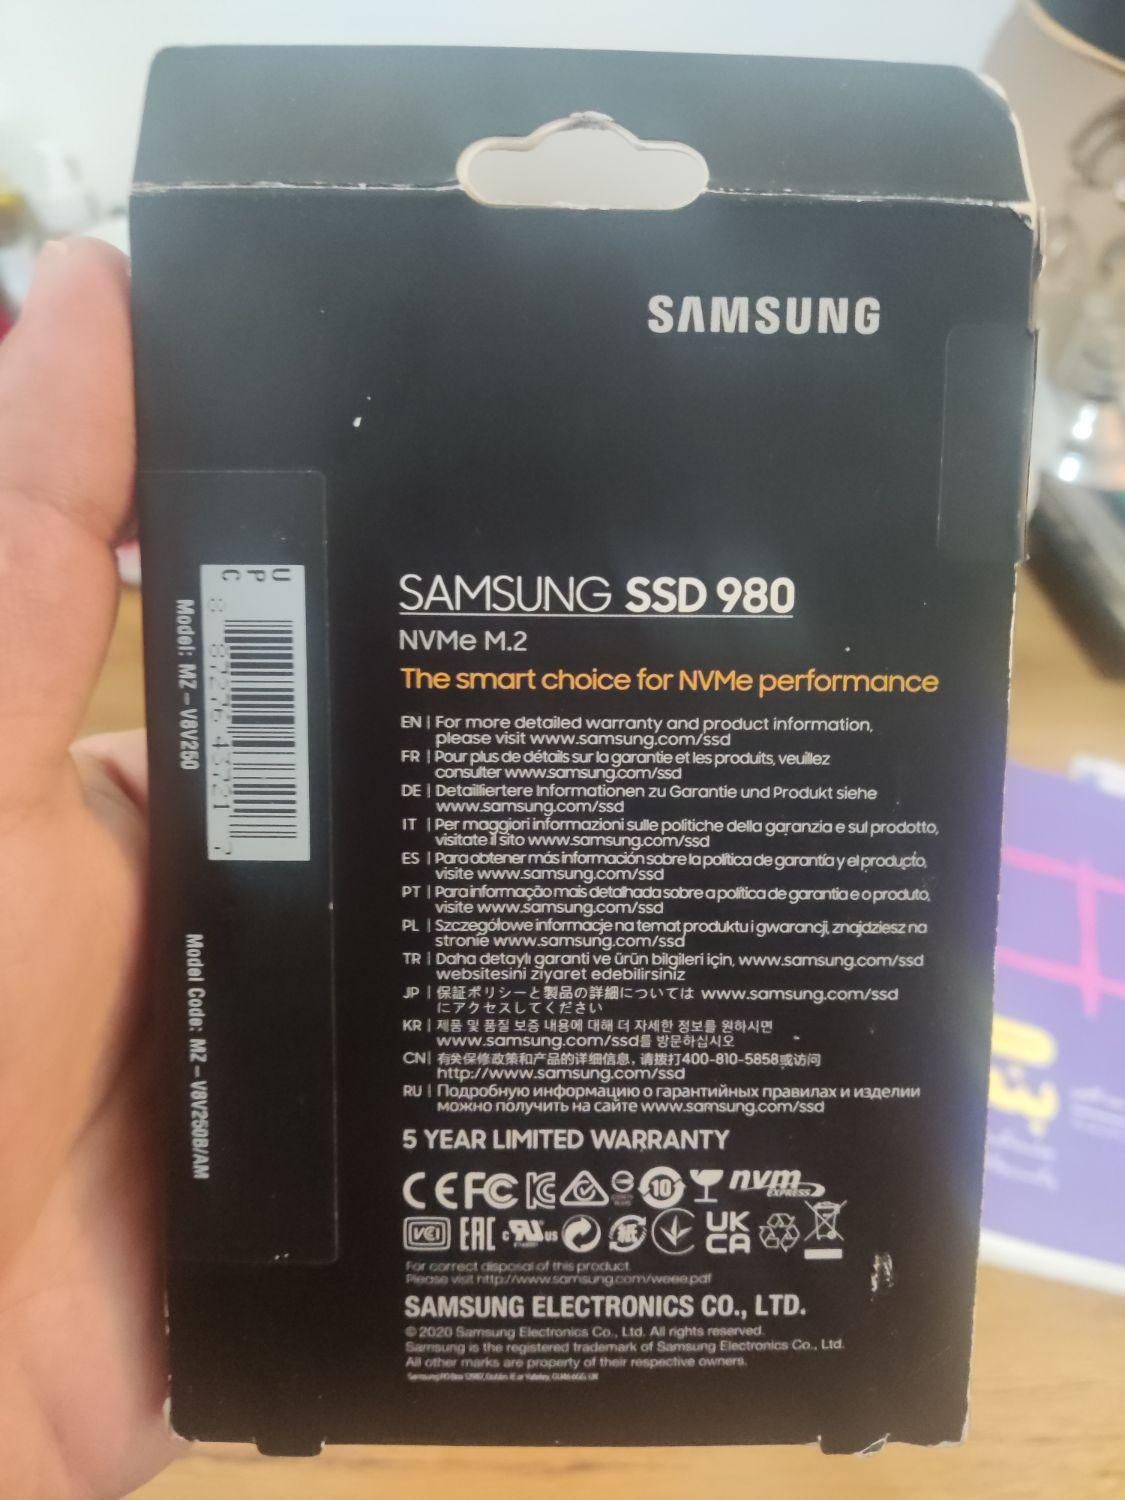 SAMSUNG
SAMSUNG SSD 980
NVMe M.2
The smart choice for NVMe performance
EN | For more detailed warranty and product information,
please visit www.samsung.com/ssd
FR | Pour plus de détails sur la garantie et les produits, veuillez
consulter www.samsung.com/ssd
DE | Detailliertere Informationen zu Garantie und Produkt siehe
www.samsung.com/ssd
IT | Per maggiori informazioni sulle politiche della garanzia e sul prodotto,
visitate il sito www.samsung.com/ssd
ES | Para obtener más información sobre la política de garantía y el producto,
visite www.samsung.com/ssd
PT | Para informação mais detalhada sobre a política de garantia e o produto,
visite www.samsung.com/ssd
PL | Szczegółowe informacje na temat produktu i gwarancji, znajdziesz na
stronie www.samsung.com/ssd
TR | Daha detaylı garanti ve ürün bilgileri için, www.samsung.com/ssd
websitesini ziyaret edebilirsiniz
JP | 保証ポリシーと製品の詳細については www.samsung.com/ssd
にアクセスしてください
KR | 제품 및 품질 보증 내용에 대해 더 자세한 정보를 원하시면
www.samsung.com/ssd를 방문하십시오
CN | 有关保修政策和产品的详细信息，请拨打400-810-5858或访问
http://www.samsung.com/ssd
RU | Подробную информацию о гарантийных правилах и изделии
можно получить на сайте www.samsung.com/ssd
5 YEAR LIMITED WARRANTY
CE FC 10 nvm EXPRESS
VCI EAC c US 紙 UK CA
For correct disposal of this product
Please visit http://www.samsung.com/weee.pdf
SAMSUNG ELECTRONICS CO., LTD.
© 2020 Samsung Electronics Co., Ltd. All rights reserved.
Samsung is the registered trademark of Samsung Electronics Co., Ltd.
All other marks are property of their respective owners.
UPC
8 87276 43721 7
Model: MZ-V8V250
Model Code: MZ-V8V250B/AM